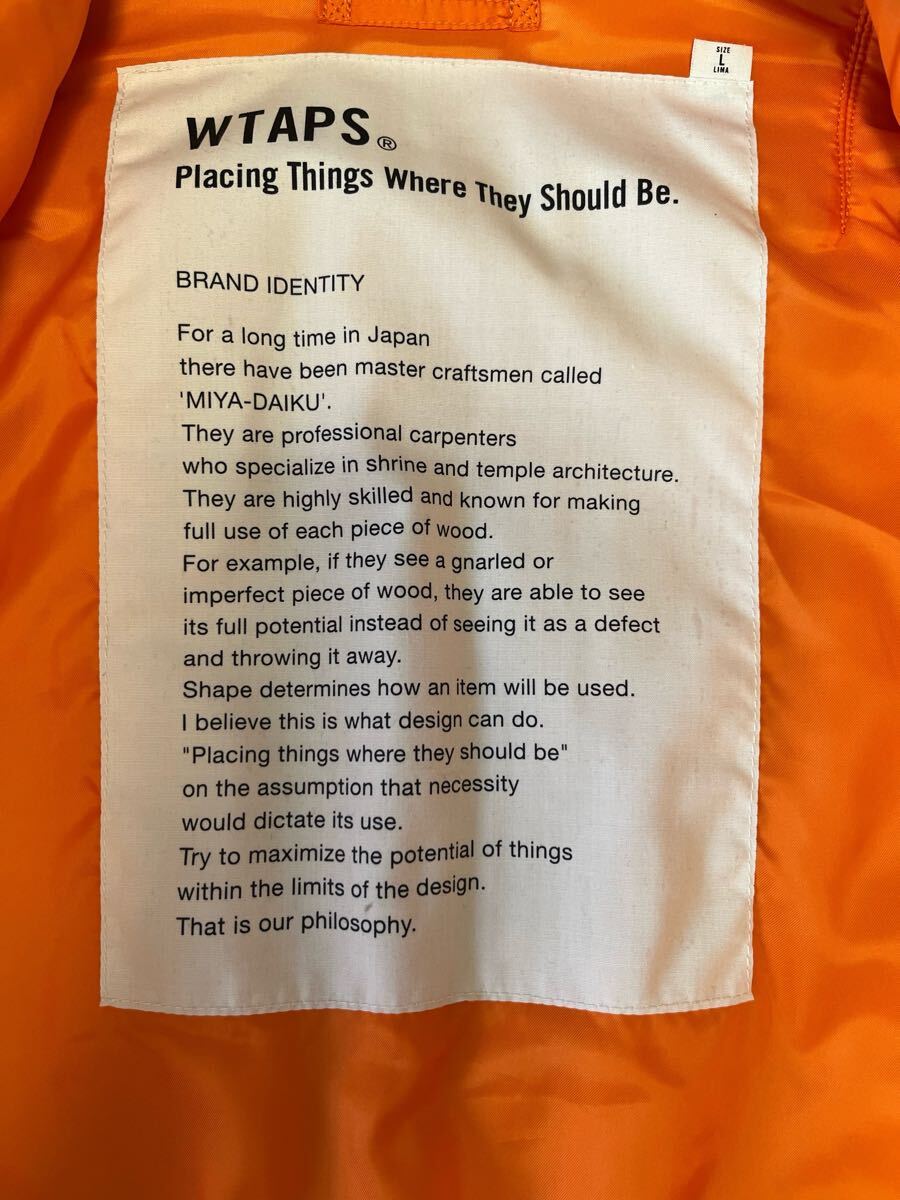 SIZE
L
LIMA
WTAPS®
Placing Things Where They Should Be.
BRAND IDENTITY
For a long time in Japan
there have been master craftsmen called
'MIYA-DAIKU'.
They are professional carpenters
who specialize in shrine and temple architecture.
They are highly skilled and known for making
full use of each piece of wood.
For example, if they see a gnarled or
imperfect piece of wood, they are able to see
its full potential instead of seeing it as a defect
and throwing it away.
Shape determines how an item will be used.
I believe this is what design can do.
"Placing things where they should be"
on the assumption that necessity
would dictate its use.
Try to maximize the potential of things
within the limits of the design.
That is our philosophy.